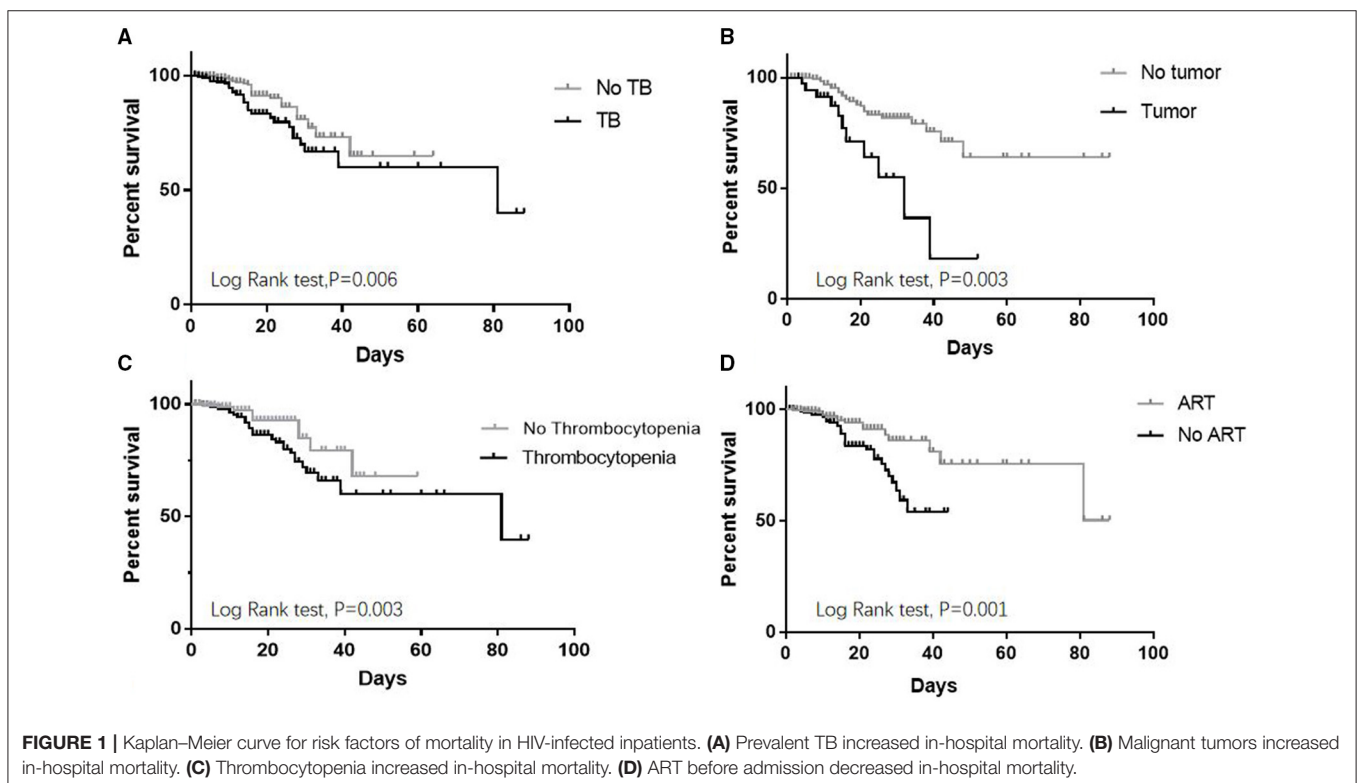 A
Percent survival
100
50
0
0 20 40 60 80 100
Days
No TB
TB
Log Rank test,P=0.006
B
Percent survival
100
50
0
0 20 40 60 80 100
Days
No tumor
Tumor
Log Rank test, P=0.003
C
Percent survival
100
50
0
0 20 40 60 80 100
Days
No Thrombocytopenia
Thrombocytopenia
Log Rank test, P=0.003
D
Percent survival
100
50
0
0 20 40 60 80 100
Days
ART
No ART
Log Rank test, P=0.001
FIGURE 1 | Kaplan–Meier curve for risk factors of mortality in HIV-infected inpatients. (A) Prevalent TB increased in-hospital mortality. (B) Malignant tumors increased
in-hospital mortality. (C) Thrombocytopenia increased in-hospital mortality. (D) ART before admission decreased in-hospital mortality.